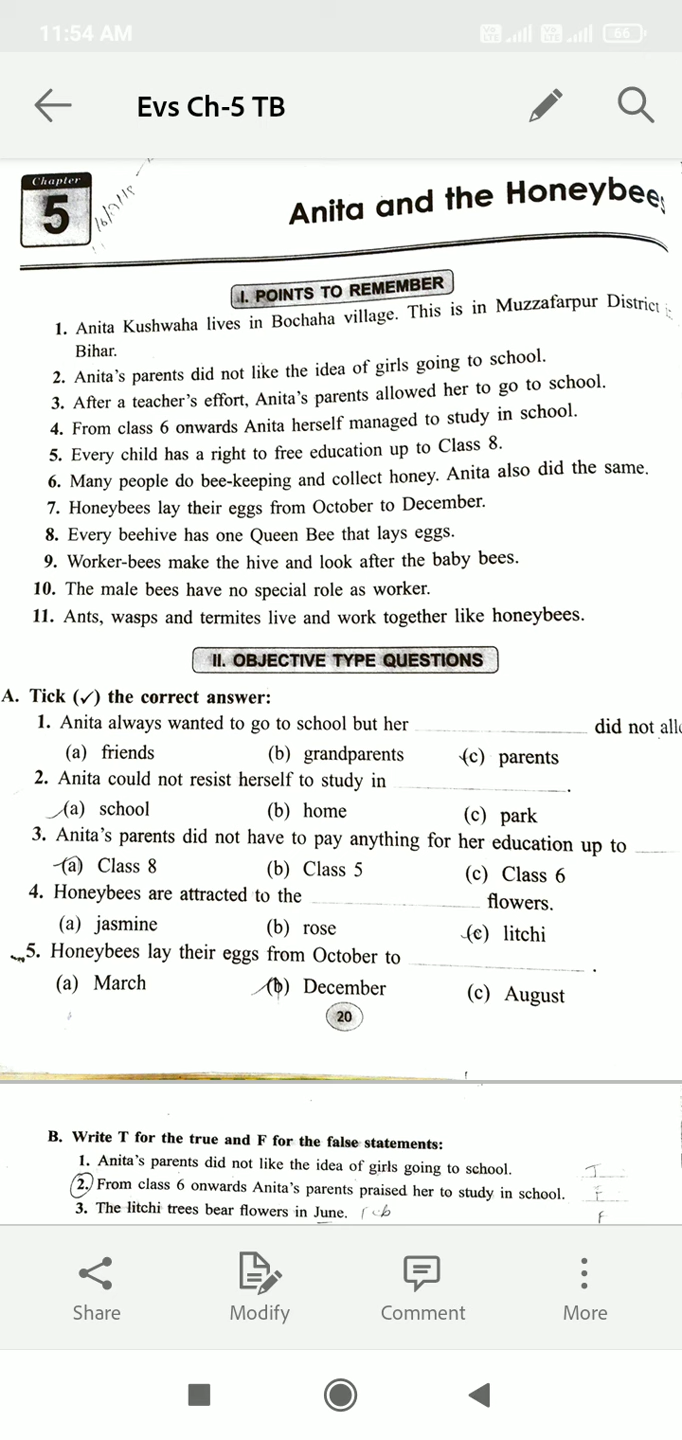 11:54 AM
Vo LTE Vo LTE 66
Evs Ch-5 TB
Chapter
5
Anita and the Honeybees
I. POINTS TO REMEMBER
1. Anita Kushwaha lives in Bochaha village. This is in Muzzafarpur District
Bihar.
2. Anita's parents did not like the idea of girls going to school.
3. After a teacher's effort, Anita's parents allowed her to go to school.
4. From class 6 onwards Anita herself managed to study in school.
5. Every child has a right to free education up to Class 8.
6. Many people do bee-keeping and collect honey. Anita also did the same.
7. Honeybees lay their eggs from October to December.
8. Every beehive has one Queen Bee that lays eggs.
9. Worker-bees make the hive and look after the baby bees.
10. The male bees have no special role as worker.
11. Ants, wasps and termites live and work together like honeybees.
II. OBJECTIVE TYPE QUESTIONS
A. Tick (✓) the correct answer:
1. Anita always wanted to go to school but her ____________ did not all
(a) friends (b) grandparents (c) parents
2. Anita could not resist herself to study in ____________.
(a) school (b) home (c) park
3. Anita's parents did not have to pay anything for her education up to ____
(a) Class 8 (b) Class 5 (c) Class 6
4. Honeybees are attracted to the ____________ flowers.
(a) jasmine (b) rose (c) litchi
5. Honeybees lay their eggs from October to ____________.
(a) March (b) December (c) August
20
B. Write T for the true and F for the false statements:
1. Anita's parents did not like the idea of girls going to school. T
2. From class 6 onwards Anita's parents praised her to study in school. F
3. The litchi trees bear flowers in June. F
Share Modify Comment More